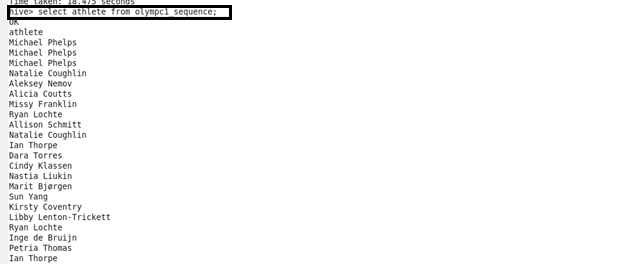 Time taken: 18.475 seconds
hive> select athlete from olympc1_sequence;
OK
athlete
Michael Phelps
Michael Phelps
Michael Phelps
Natalie Coughlin
Aleksey Nemov
Alicia Coutts
Missy Franklin
Ryan Lochte
Allison Schmitt
Natalie Coughlin
Ian Thorpe
Dara Torres
Cindy Klassen
Nastia Liukin
Marit Bjørgen
Sun Yang
Kirsty Coventry
Libby Lenton-Trickett
Ryan Lochte
Inge de Bruijn
Petria Thomas
Ian Thorpe